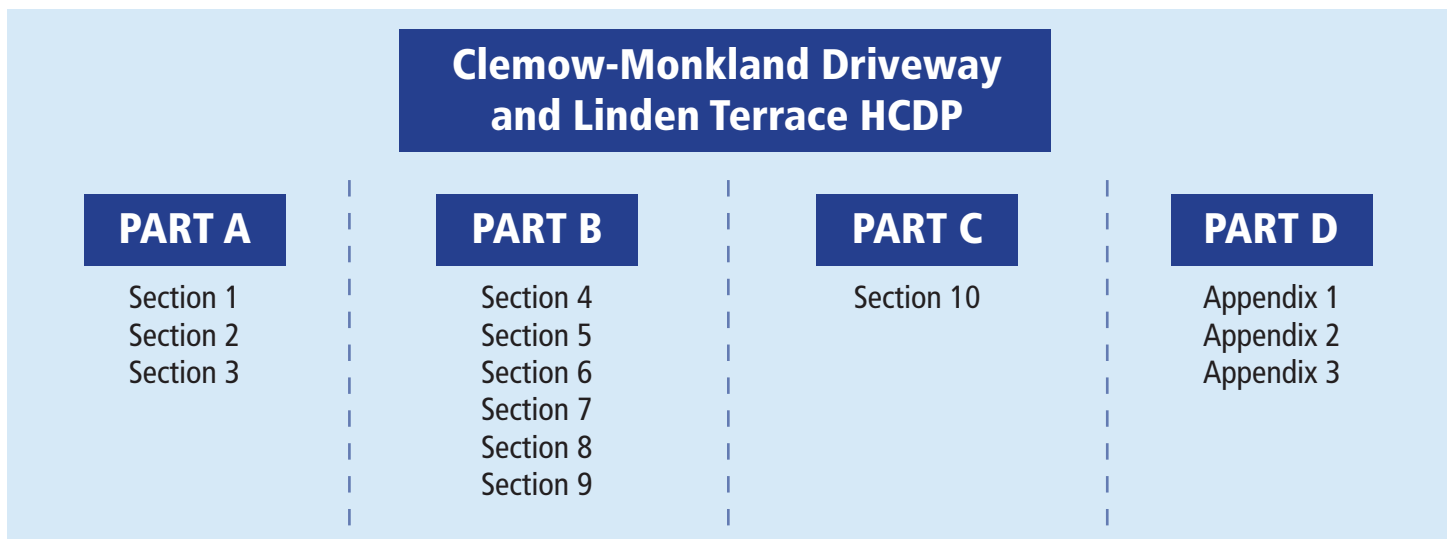 Clemow-Monkland Driveway
and Linden Terrace HCDP
PART A
Section 1
Section 2
Section 3
PART B
Section 4
Section 5
Section 6
Section 7
Section 8
Section 9
PART C
Section 10
PART D
Appendix 1
Appendix 2
Appendix 3